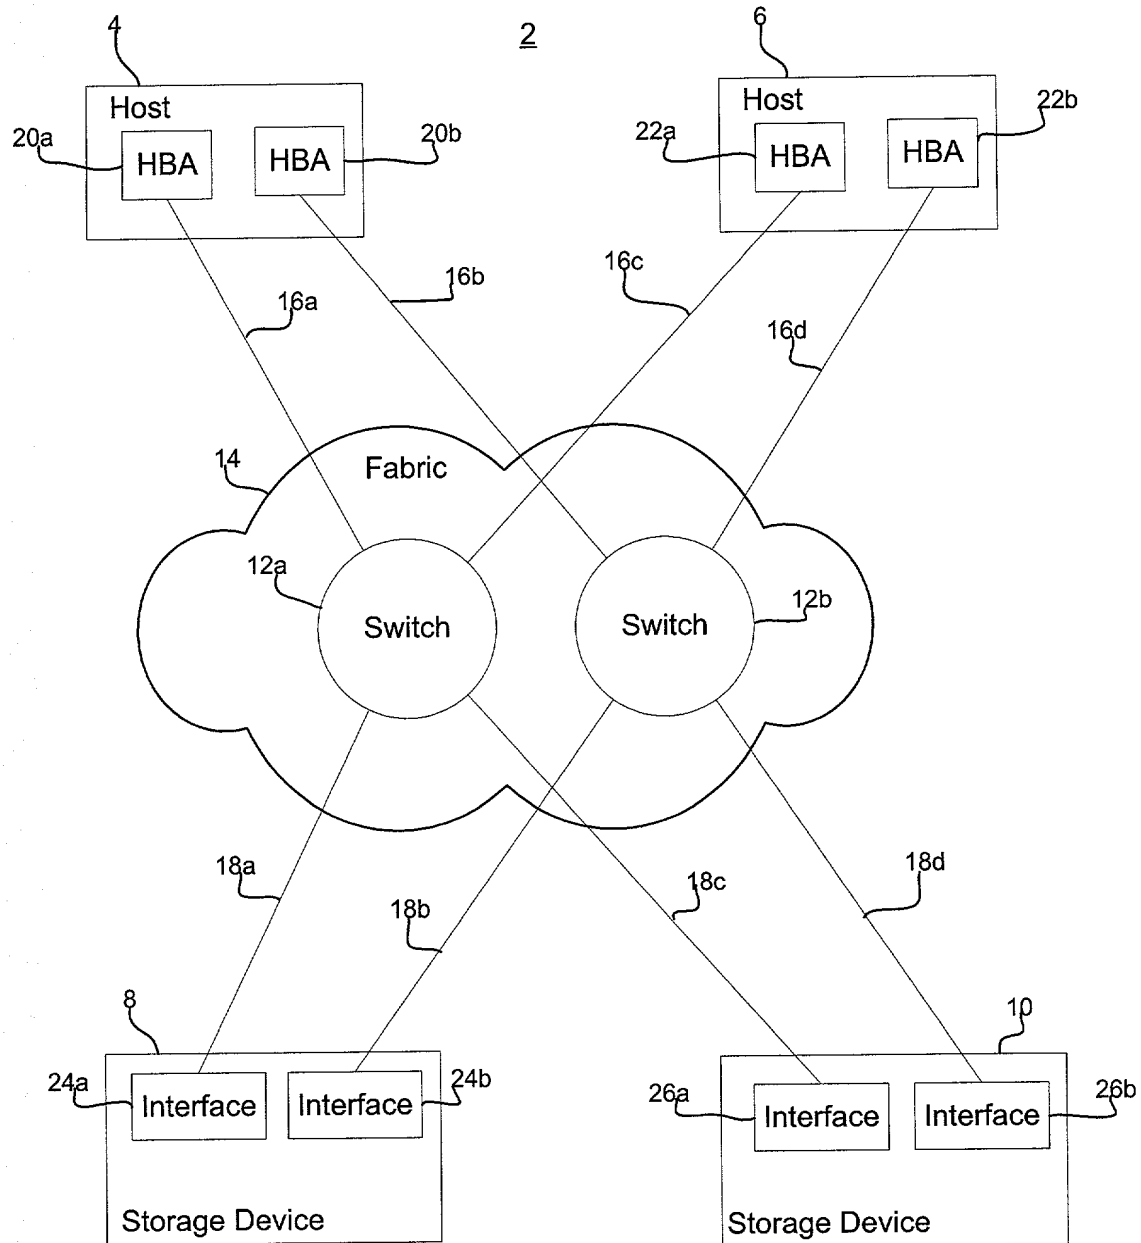 4
2
6
Host
Host
20a
HBA
HBA
20b
22a
HBA
HBA
22b
16a
16b
16c
16d
14
Fabric
12a
Switch
Switch
12b
18a
18b
18c
18d
8
10
24a
Interface
Interface
24b
26a
Interface
Interface
26b
Storage Device
Storage Device